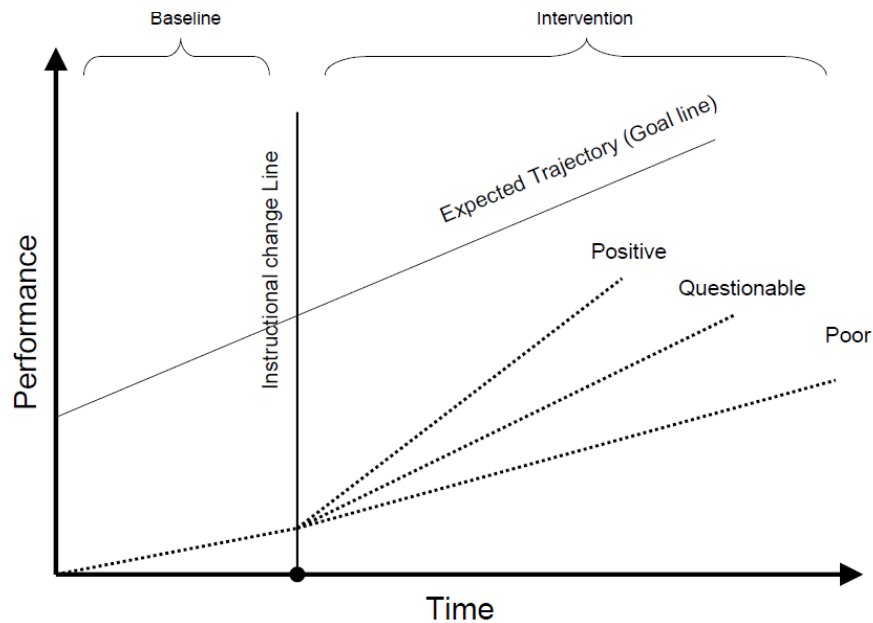 Baseline
Intervention
Expected Trajectory (Goal line)
Instructional change Line
Positive
Questionable
Poor
Performance
Time